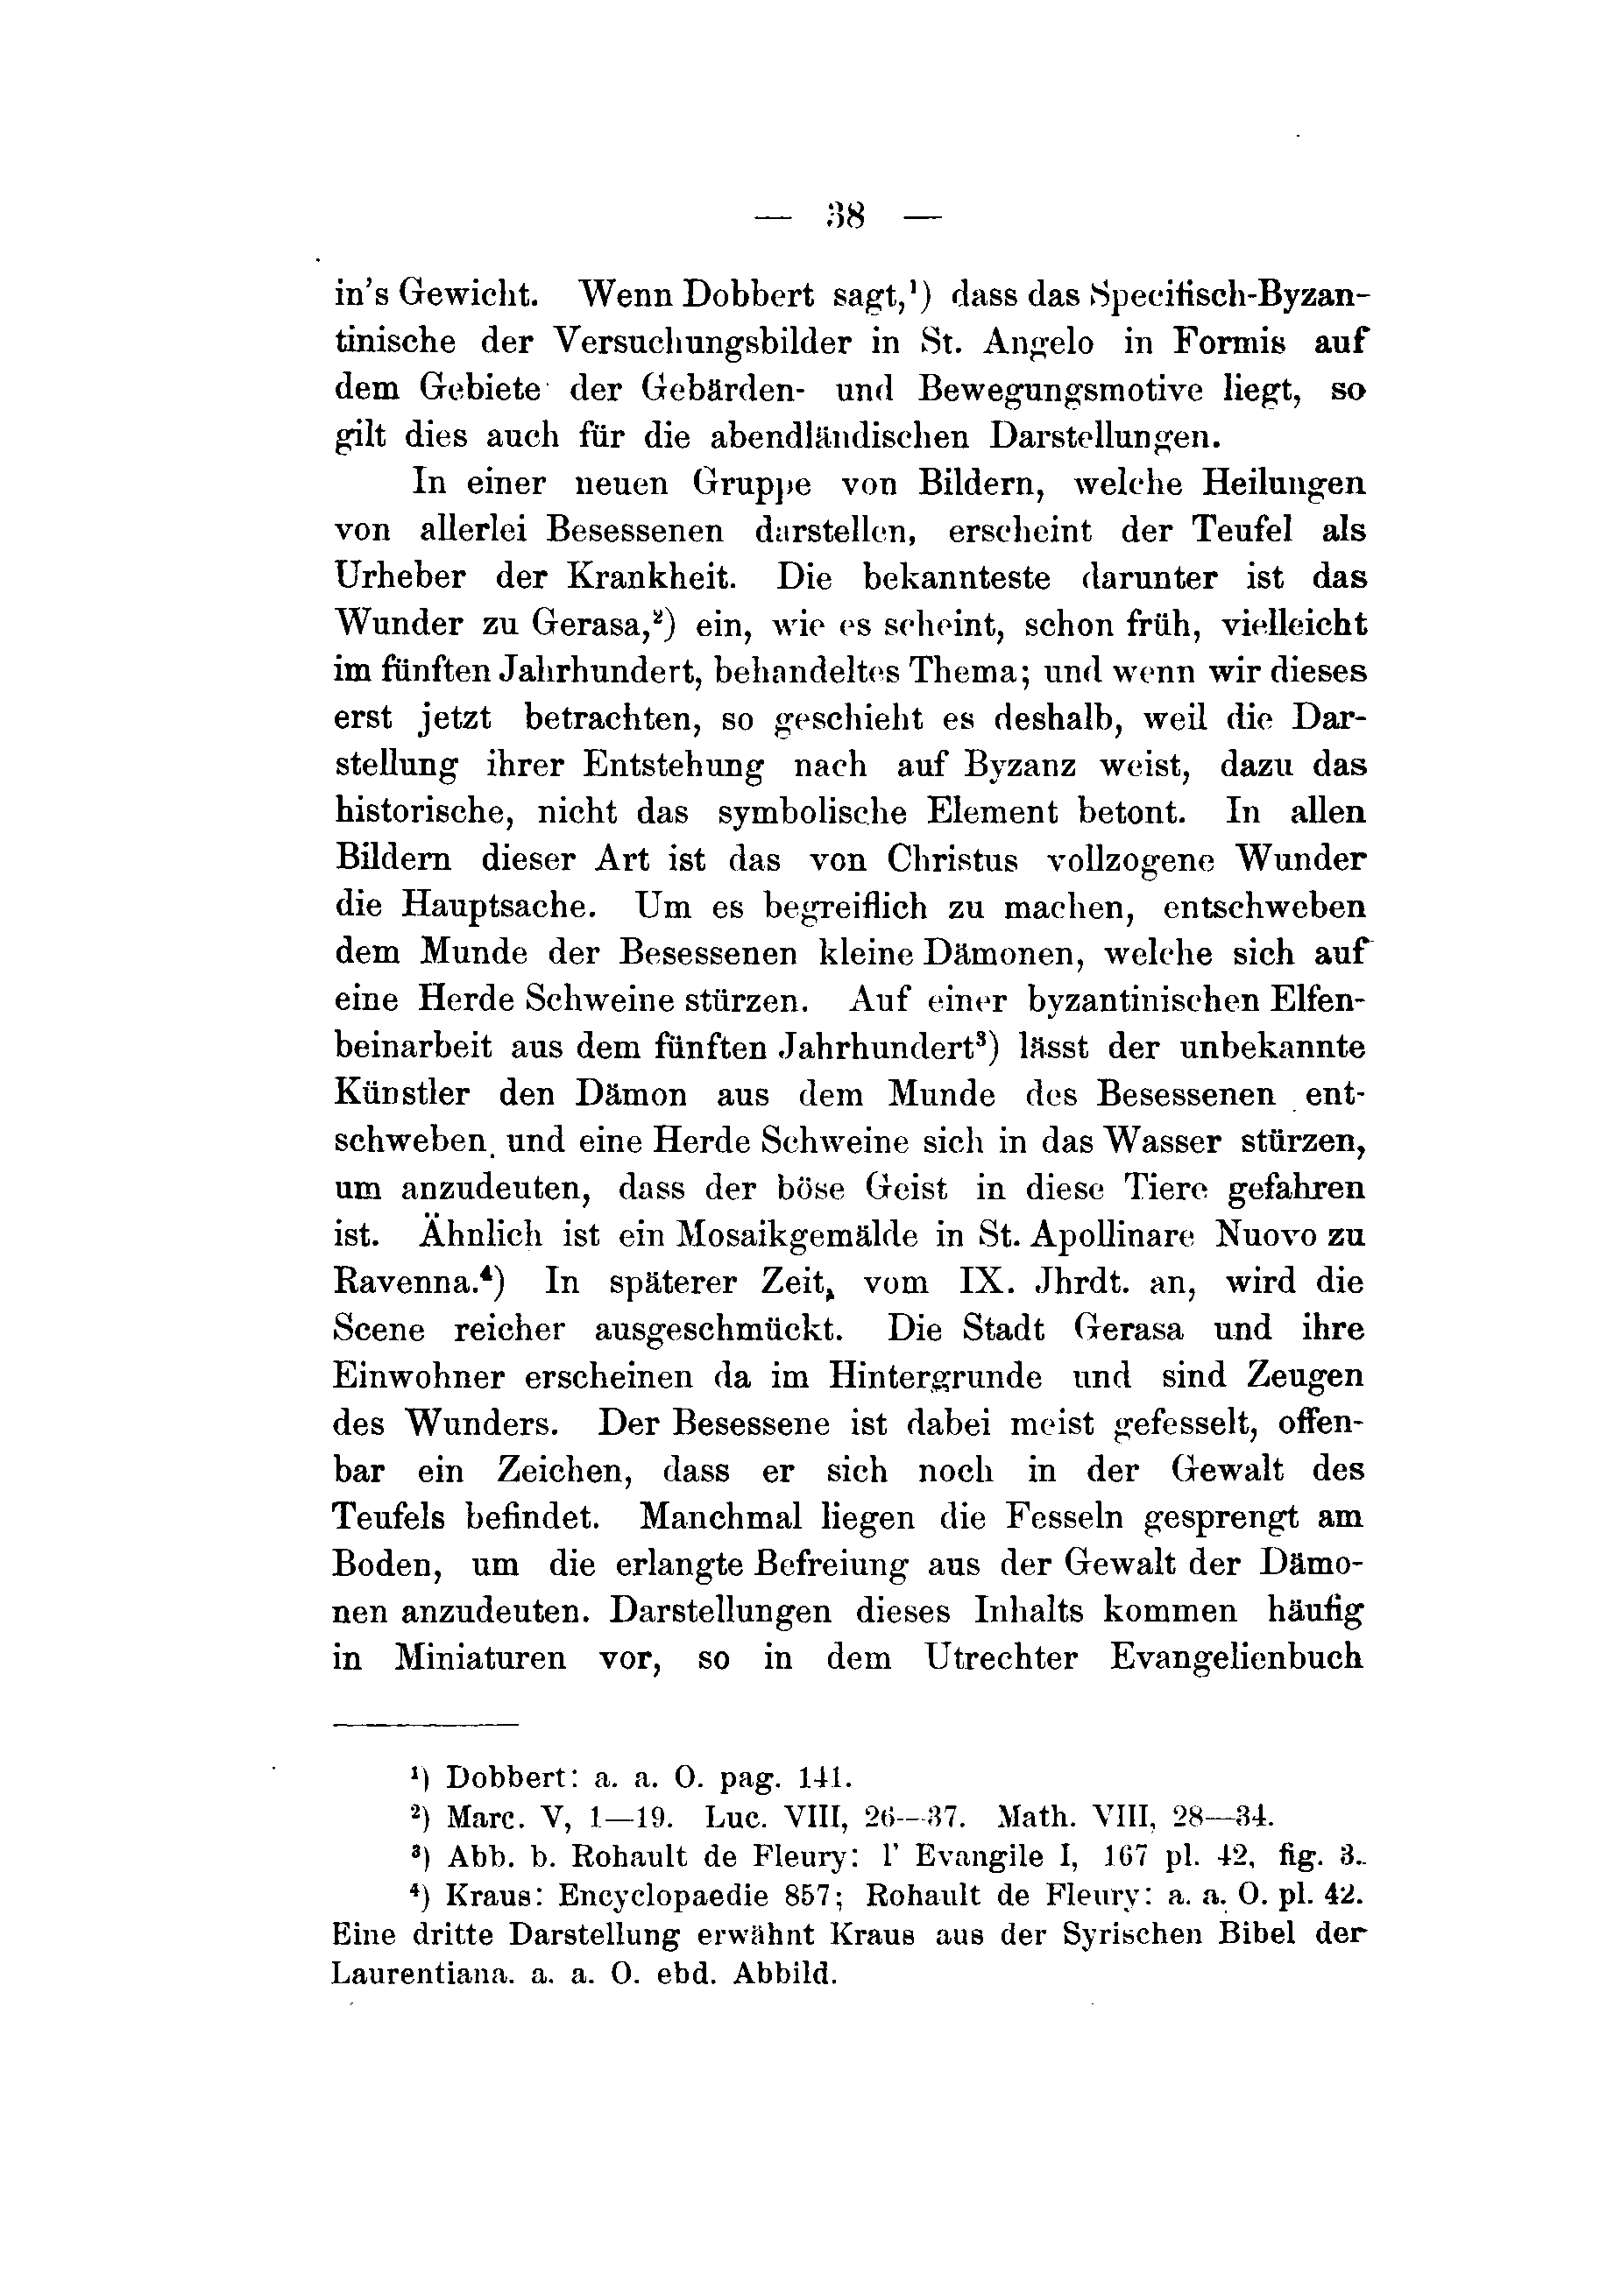 — 38 —
in's Gewicht. Wenn Dobbert sagt,¹) dass das Specifisch-Byzan-
tinische der Versuchungsbilder in St. Angelo in Formis auf
dem Gebiete der Gebärden- und Bewegungsmotive liegt, so
gilt dies auch für die abendländischen Darstellungen.
In einer neuen Gruppe von Bildern, welche Heilungen
von allerlei Besessenen darstellen, erscheint der Teufel als
Urheber der Krankheit. Die bekannteste darunter ist das
Wunder zu Gerasa,²) ein, wie es scheint, schon früh, vielleicht
im fünften Jahrhundert, behandeltes Thema; und wenn wir dieses
erst jetzt betrachten, so geschieht es deshalb, weil die Dar-
stellung ihrer Entstehung nach auf Byzanz weist, dazu das
historische, nicht das symbolische Element betont. In allen
Bildern dieser Art ist das von Christus vollzogene Wunder
die Hauptsache. Um es begreiflich zu machen, entschweben
dem Munde der Besessenen kleine Dämonen, welche sich auf
eine Herde Schweine stürzen. Auf einer byzantinischen Elfen-
beinarbeit aus dem fünften Jahrhundert³) lässt der unbekannte
Künstler den Dämon aus dem Munde des Besessenen ent-
schweben und eine Herde Schweine sich in das Wasser stürzen,
um anzudeuten, dass der böse Geist in diese Tiere gefahren
ist. Ähnlich ist ein Mosaikgemälde in St. Apollinare Nuovo zu
Ravenna.⁴) In späterer Zeit, vom IX. Jhrdt. an, wird die
Scene reicher ausgeschmückt. Die Stadt Gerasa und ihre
Einwohner erscheinen da im Hintergrunde und sind Zeugen
des Wunders. Der Besessene ist dabei meist gefesselt, offen-
bar ein Zeichen, dass er sich noch in der Gewalt des
Teufels befindet. Manchmal liegen die Fesseln gesprengt am
Boden, um die erlangte Befreiung aus der Gewalt der Dämo-
nen anzudeuten. Darstellungen dieses Inhalts kommen häufig
in Miniaturen vor, so in dem Utrechter Evangelienbuch
¹) Dobbert: a. a. O. pag. 141.
²) Marc. V, 1—19. Luc. VIII, 26—37. Math. VIII, 28—34.
³) Abb. b. Rohault de Fleury: l' Evangile I, 167 pl. 42, fig. 3.
⁴) Kraus: Encyclopaedie 857; Rohault de Fleury: a. a. O. pl. 42.
Eine dritte Darstellung erwähnt Kraus aus der Syrischen Bibel der
Laurentiana. a. a. O. ebd. Abbild.